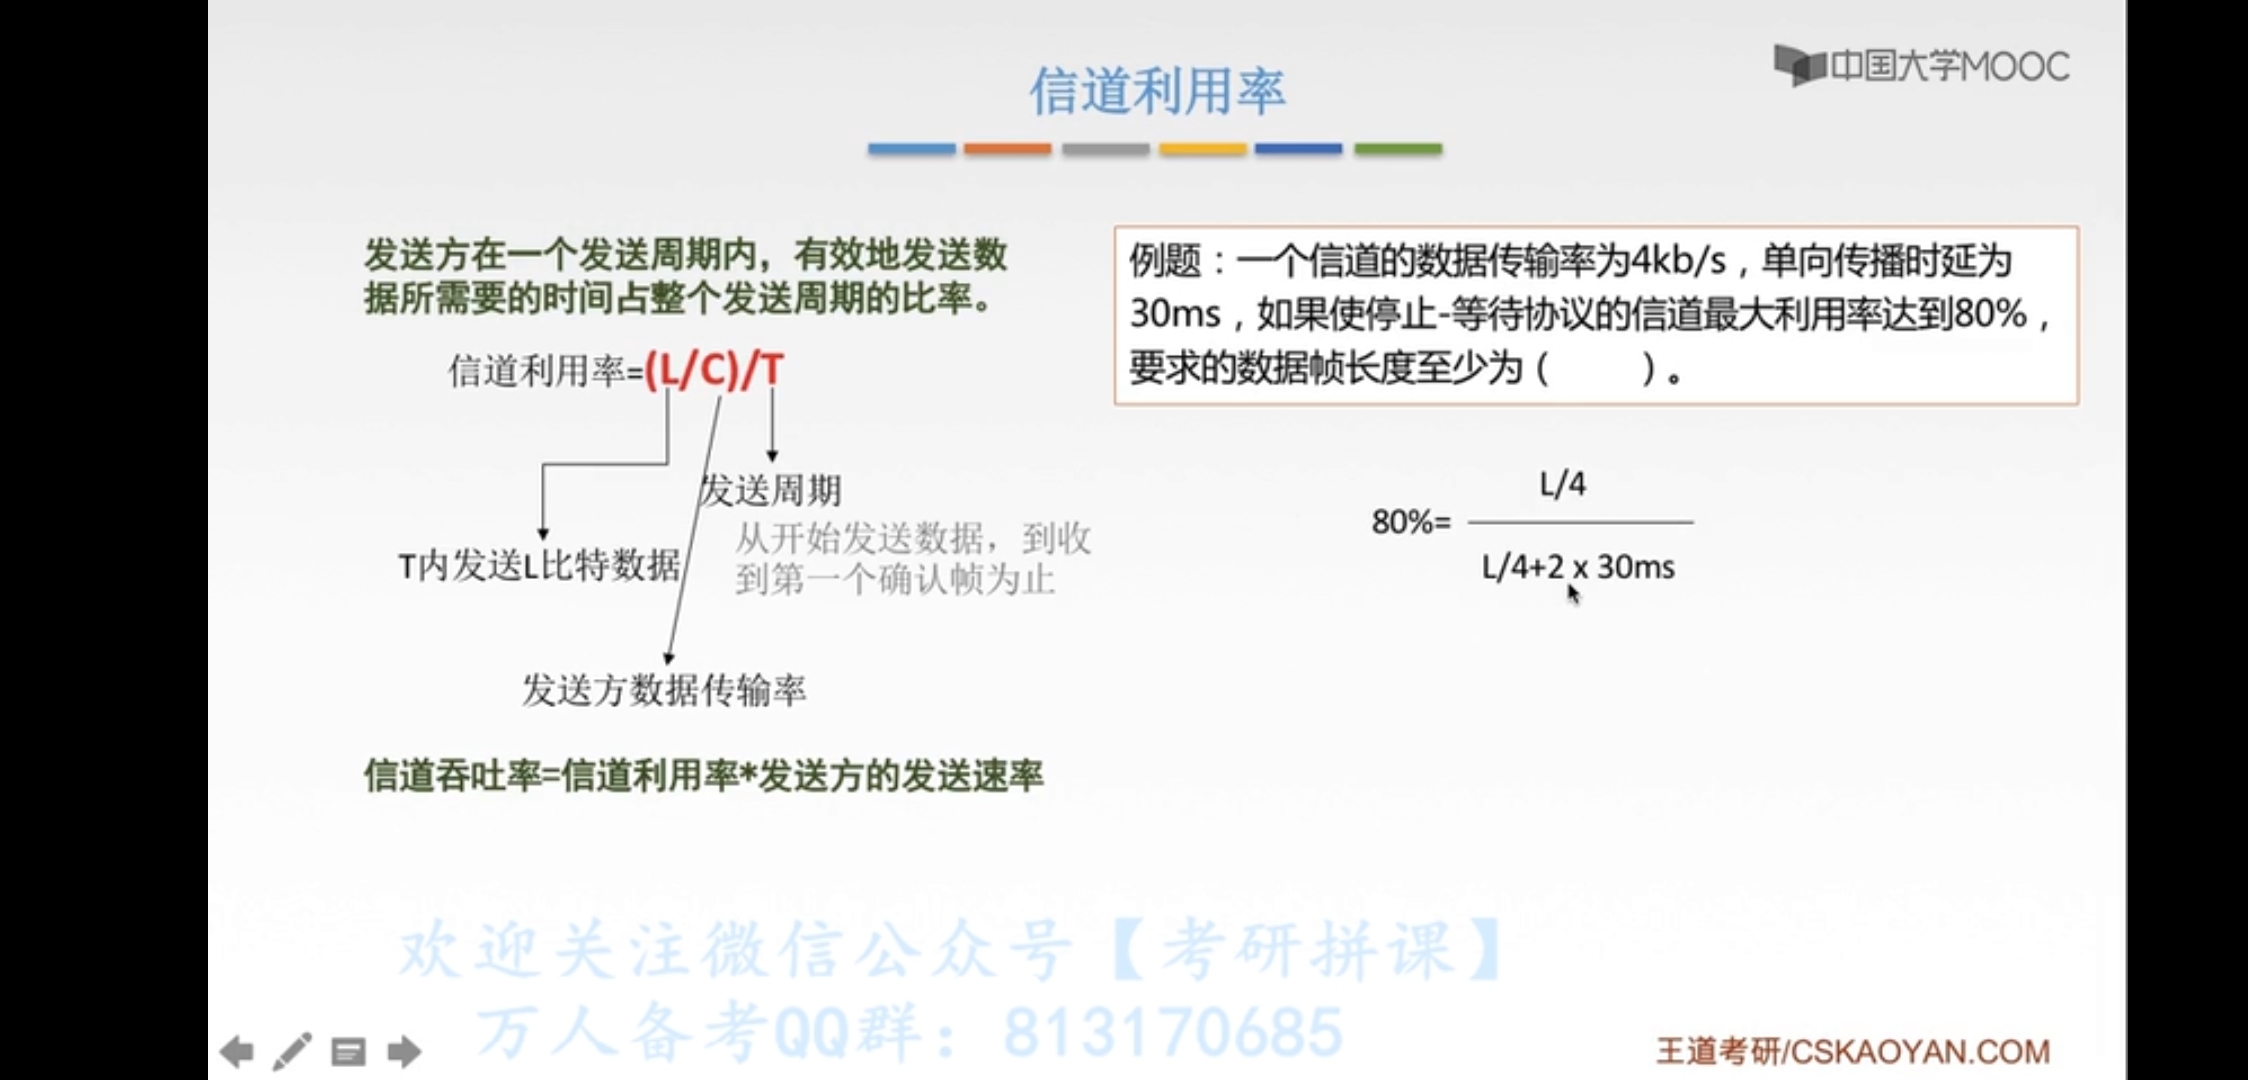 信道利用率
中国大学MOOC
发送方在一个发送周期内，有效地发送数
据所需要的时间占整个发送周期的比率。
信道利用率=(L/C)/T
发送周期
从开始发送数据，到收
到第一个确认帧为止
T内发送L比特数据
发送方数据传输率
信道吞吐率=信道利用率*发送方的发送速率
例题：一个信道的数据传输率为4kb/s，单向传播时延为
30ms，如果使停止-等待协议的信道最大利用率达到80%，
要求的数据帧长度至少为（ ）。
L/4
80%=
L/4+2 x 30ms
欢迎关注微信公众号【考研拼课】
万人备考QQ群：813170685
王道考研/CSKAOYAN.COM